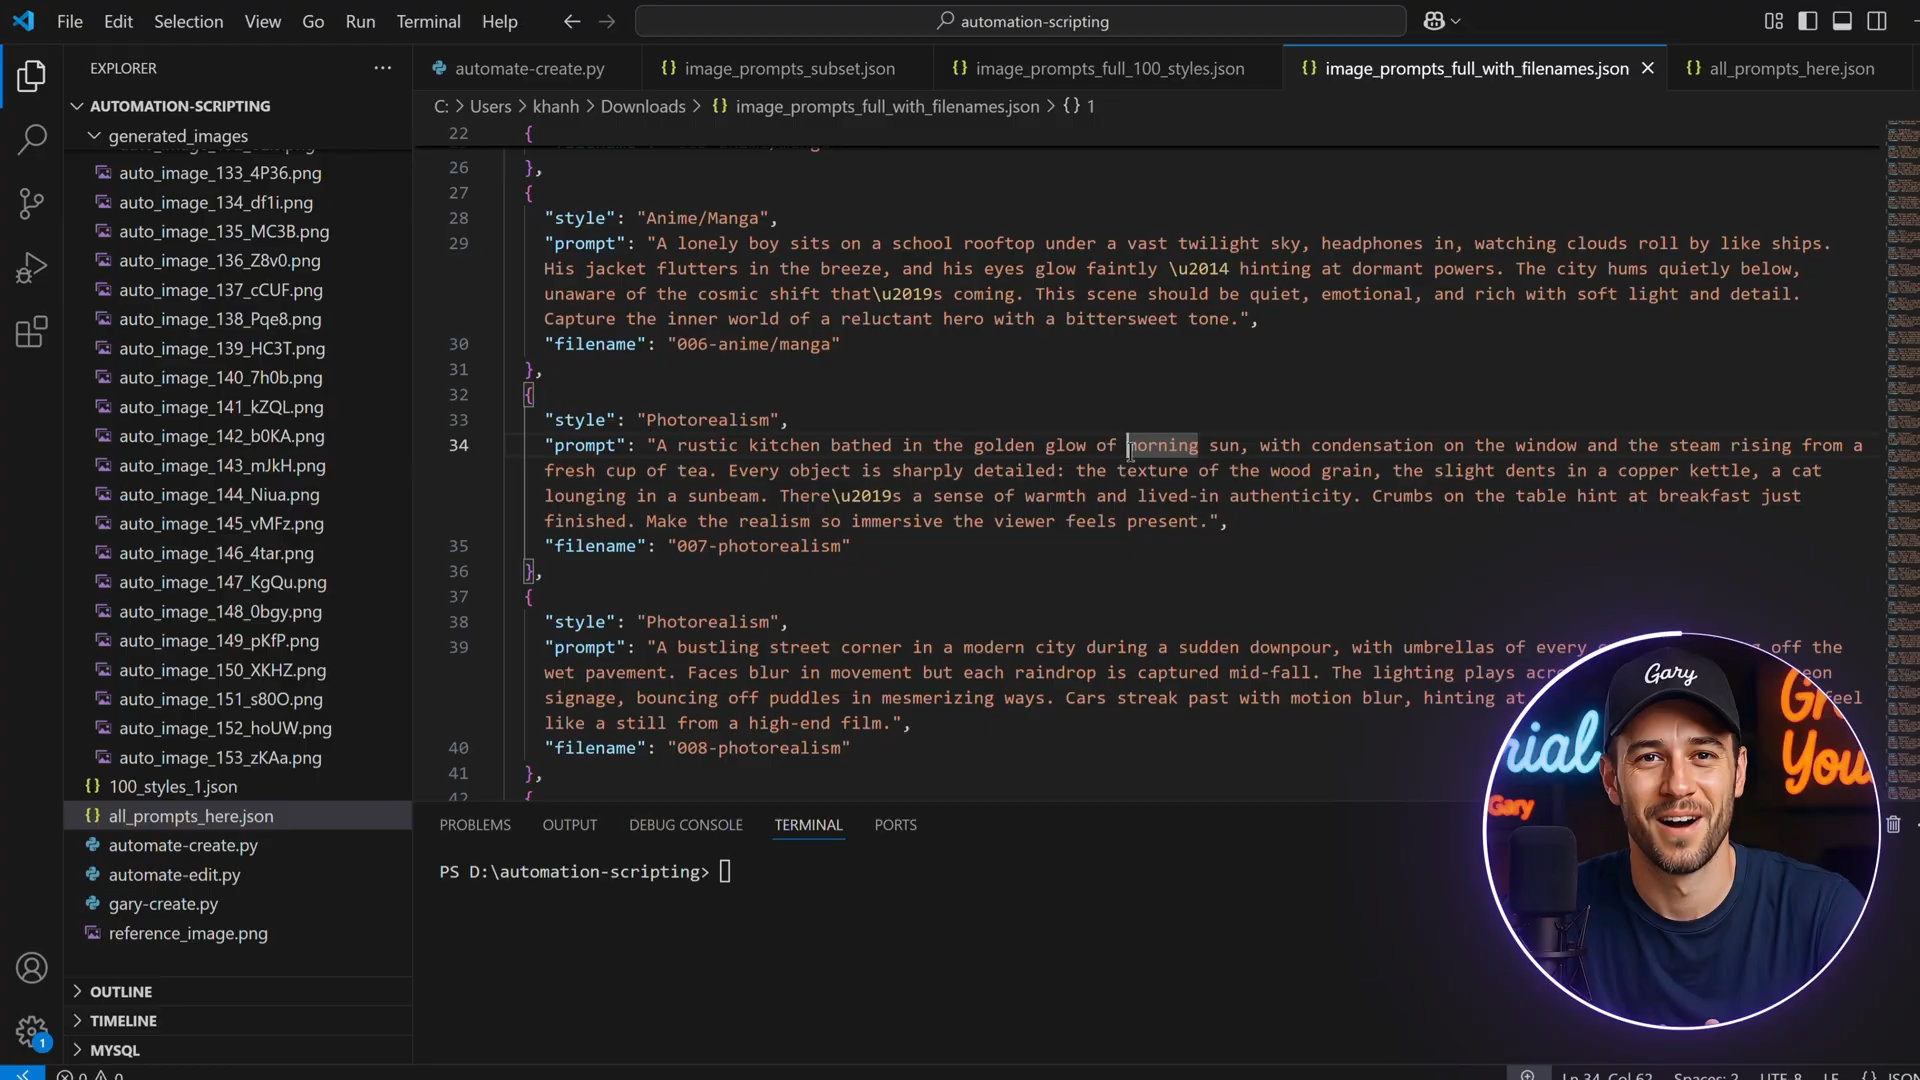 File Edit Selection View Go Run Terminal Help
automation-scripting
EXPLORER
AUTOMATION-SCRIPTING
generated_images
auto_image_133_4P36.png
auto_image_134_df1i.png
auto_image_135_MC3B.png
auto_image_136_Z8v0.png
auto_image_137_cCUF.png
auto_image_138_Pqe8.png
auto_image_139_HC3T.png
auto_image_140_7h0b.png
auto_image_141_kZQL.png
auto_image_142_b0KA.png
auto_image_143_mJkH.png
auto_image_144_Niua.png
auto_image_145_vMFz.png
auto_image_146_4tar.png
auto_image_147_KgQu.png
auto_image_148_0bgy.png
auto_image_149_pKfP.png
auto_image_150_XKHZ.png
auto_image_151_s80O.png
auto_image_152_hoUW.png
auto_image_153_zKAa.png
100_styles_1.json
all_prompts_here.json
automate-create.py
automate-edit.py
gary-create.py
reference_image.png
OUTLINE
TIMELINE
MYSQL
1
automate-create.py {} image_prompts_subset.json {} image_prompts_full_100_styles.json {} image_prompts_full_with_filenames.json {} all_prompts_here.json
C: > Users > khanh > Downloads > {} image_prompts_full_with_filenames.json > {} 1
22 {
26 },
27 {
28 "style": "Anime/Manga",
29 "prompt": "A lonely boy sits on a school rooftop under a vast twilight sky, headphones in, watching clouds roll by like ships.
His jacket flutters in the breeze, and his eyes glow faintly \u2014 hinting at dormant powers. The city hums quietly below,
unaware of the cosmic shift that\u2019s coming. This scene should be quiet, emotional, and rich with soft light and detail.
Capture the inner world of a reluctant hero with a bittersweet tone.",
30 "filename": "006-anime/manga"
31 },
32 {
33 "style": "Photorealism",
34 "prompt": "A rustic kitchen bathed in the golden glow of morning sun, with condensation on the window and the steam rising from a
fresh cup of tea. Every object is sharply detailed: the texture of the wood grain, the slight dents in a copper kettle, a cat
lounging in a sunbeam. There\u2019s a sense of warmth and lived-in authenticity. Crumbs on the table hint at breakfast just
finished. Make the realism so immersive the viewer feels present.",
35 "filename": "007-photorealism"
36 },
37 {
38 "style": "Photorealism",
39 "prompt": "A bustling street corner in a modern city during a sudden downpour, with umbrellas of every off the
wet pavement. Faces blur in movement but each raindrop is captured mid-fall. The lighting plays
signage, bouncing off puddles in mesmerizing ways. Cars streak past with motion blur, hinting at feel
like a still from a high-end film.",
40 "filename": "008-photorealism"
41 },
42 {
PROBLEMS OUTPUT DEBUG CONSOLE TERMINAL PORTS
PS D:\automation-scripting>
Gary
rial
Gary
You
Ln 34, Col 62 Spaces: 2 UTF-8 LF {} JSON